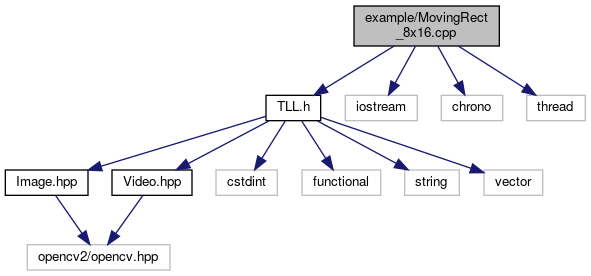 example/MovingRect
_8x16.cpp
TLL.h
iostream
chrono
thread
Image.hpp
Video.hpp
cstdint
functional
string
vector
opencv2/opencv.hpp